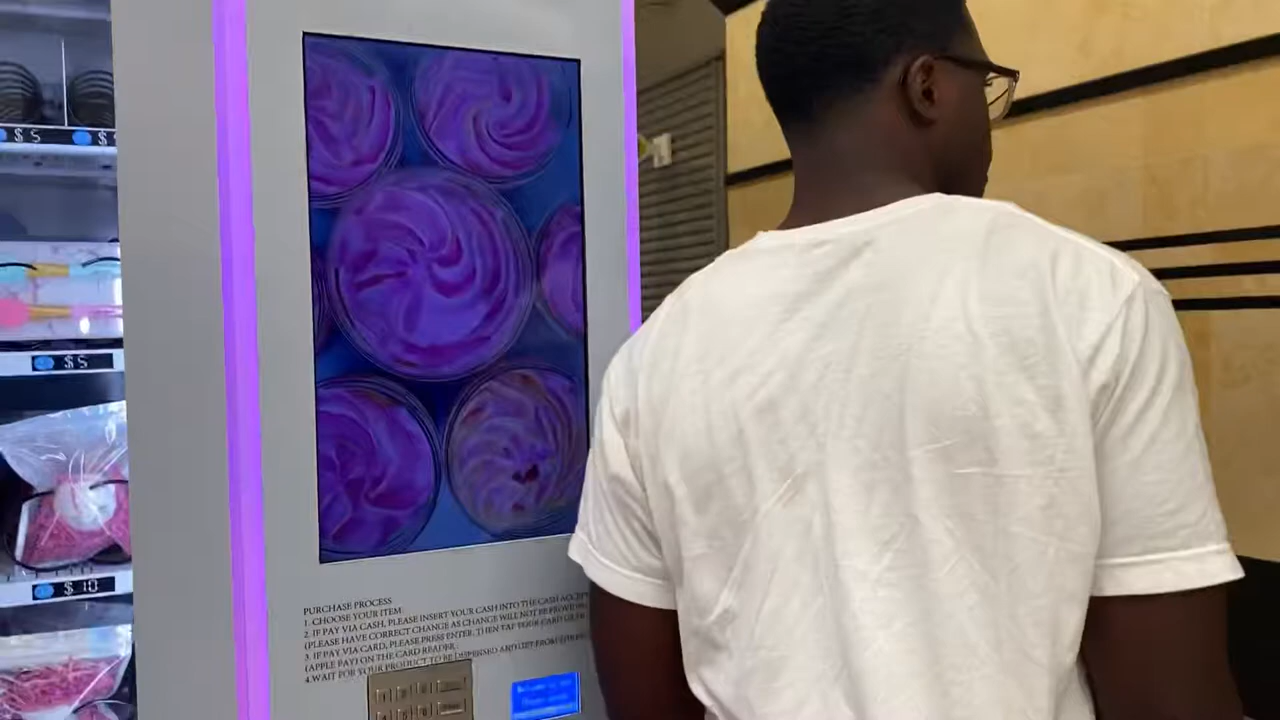 $5
$
$5
$10
PURCHASE PROCESS
1. CHOOSE YOUR ITEM
2. IF PAY VIA CASH, PLEASE INSERT YOUR CASH INTO THE CASH
(PLEASE HAVE CORRECT CHANGE AS CHANGE WILL NOT BE
3. IF PAY VIA CARD, PLEASE PRESS ENTER, THEN TAP YOUR CARD OR
(APPLE PAY) ON THE CARD READER
4.WAIT FOR YOUR PRODUCT TO BE DISPENSED AND GET FROM